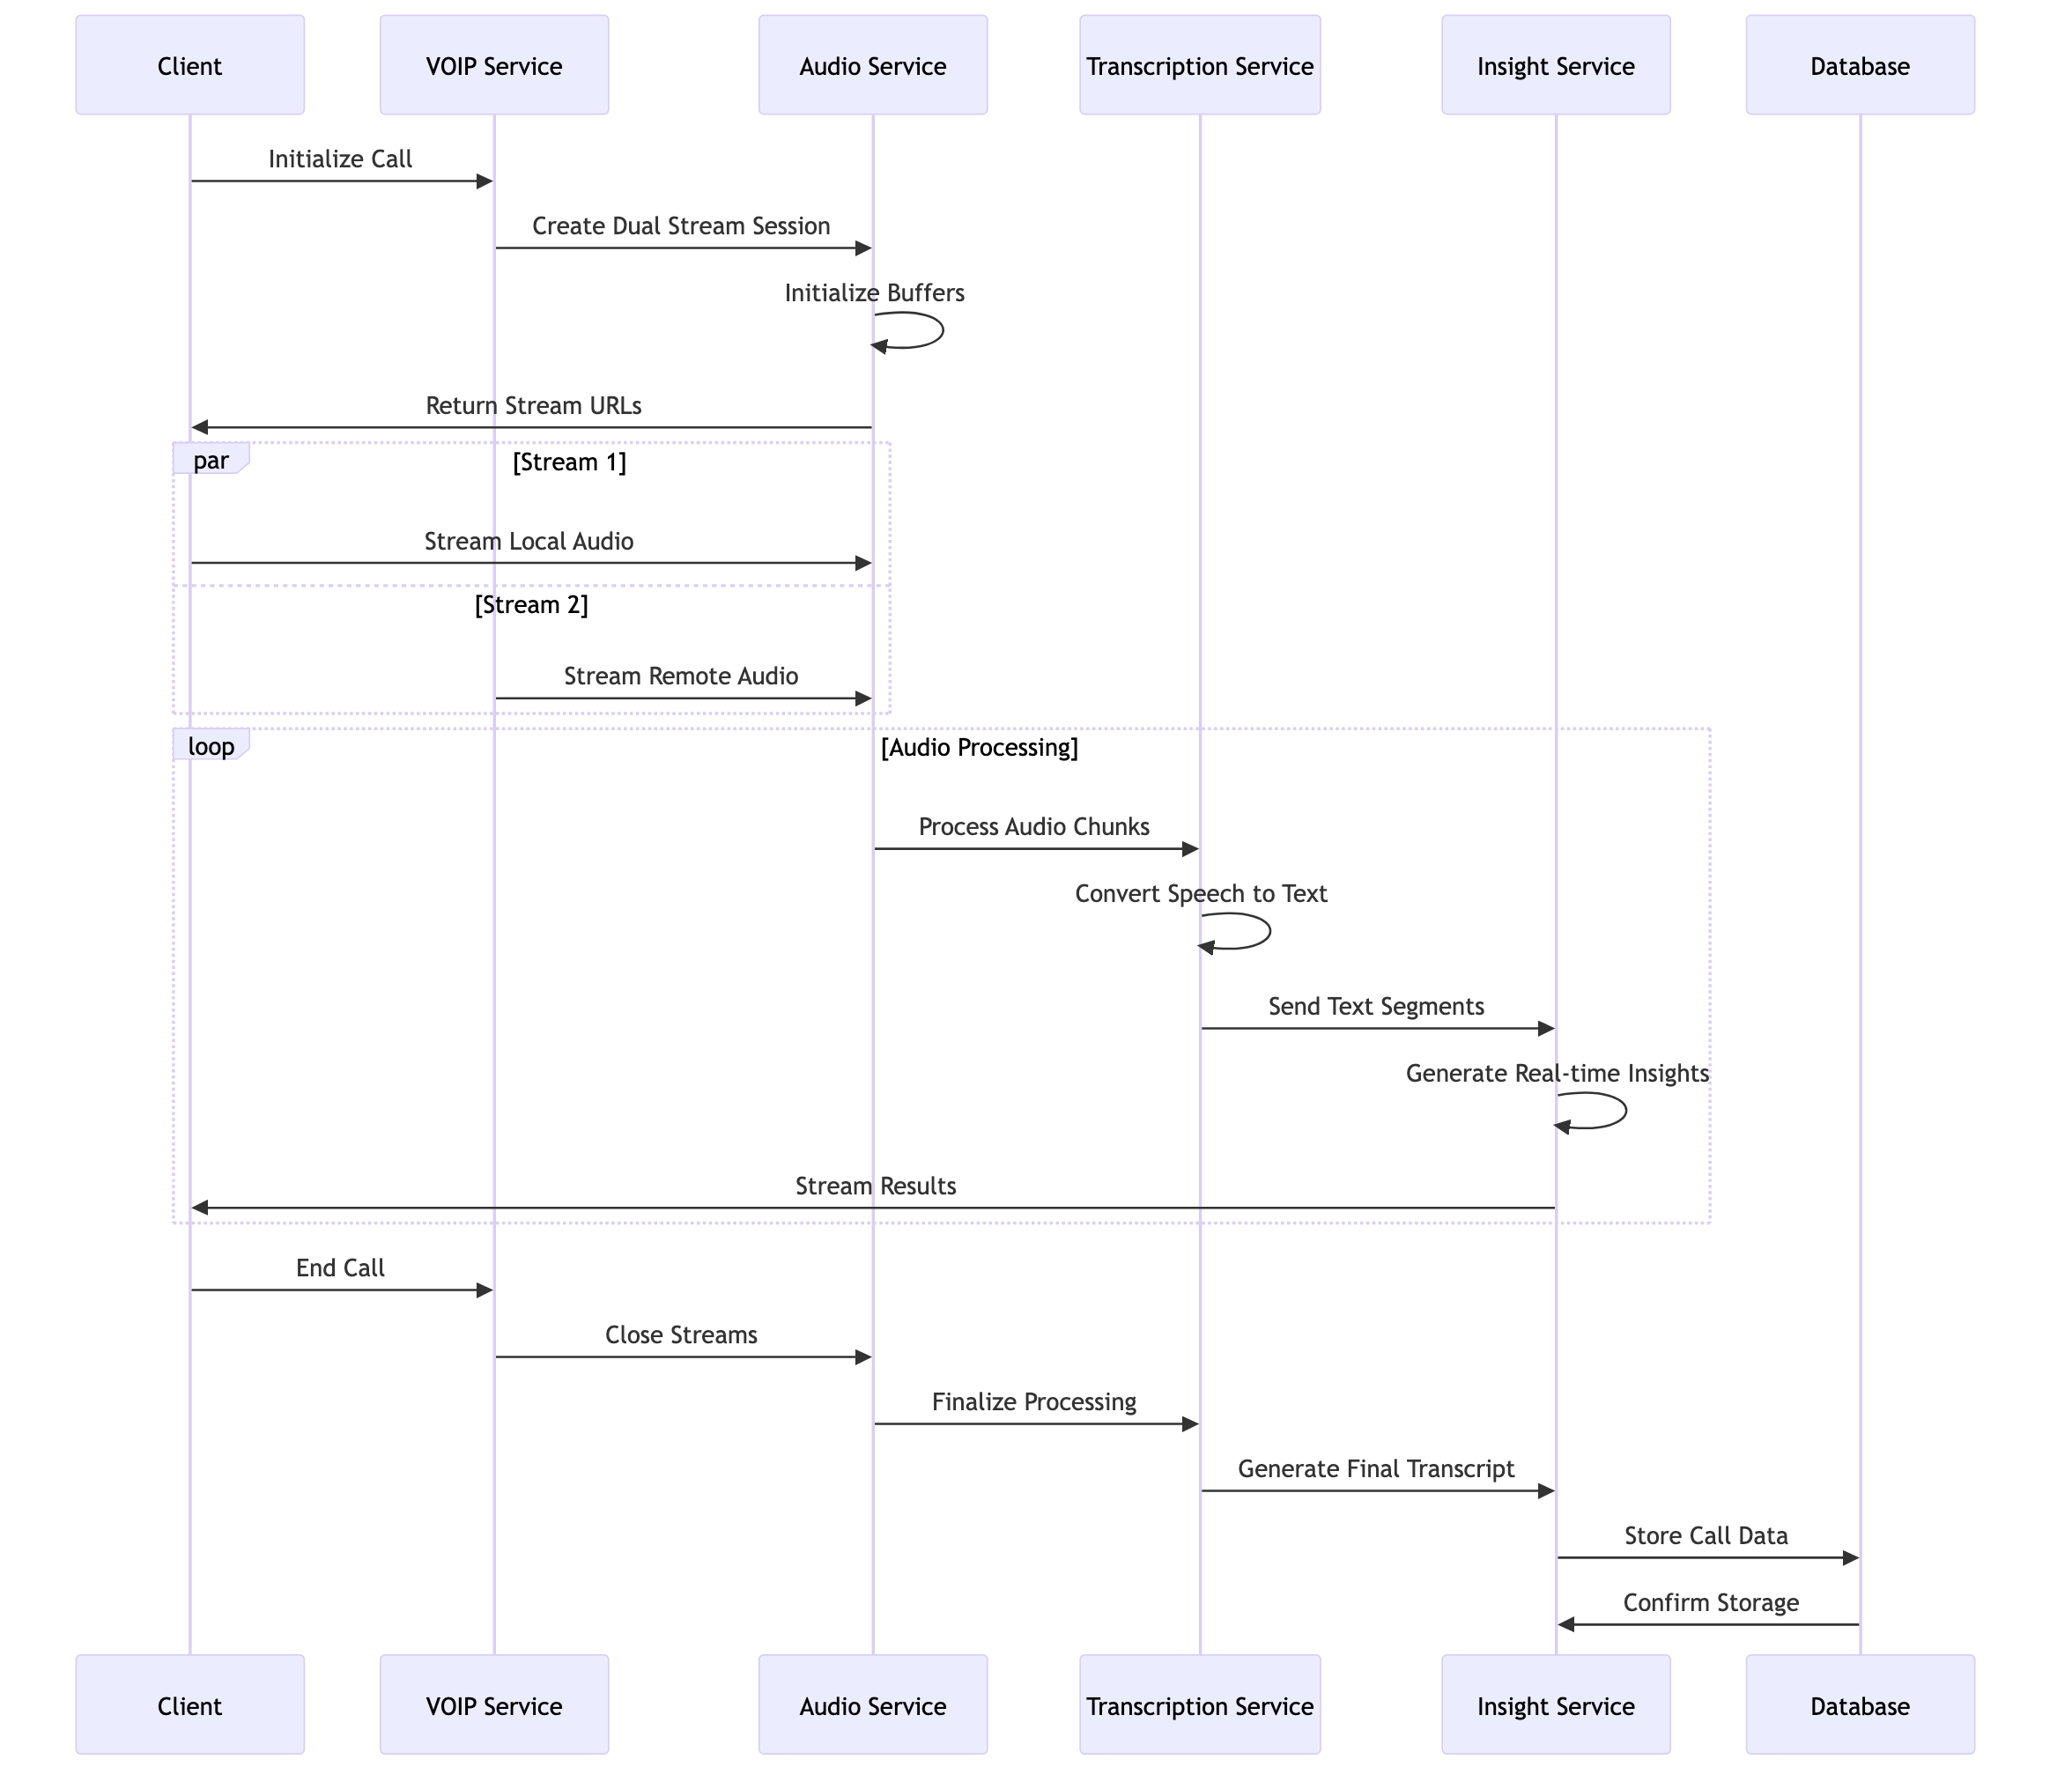 Client
VOIP Service
Audio Service
Transcription Service
Insight Service
Database
Initialize Call
Create Dual Stream Session
Initialize Buffers
Return Stream URLs
par
[Stream 1]
Stream Local Audio
[Stream 2]
Stream Remote Audio
loop
[Audio Processing]
Process Audio Chunks
Convert Speech to Text
Send Text Segments
Generate Real-time Insights
Stream Results
End Call
Close Streams
Finalize Processing
Generate Final Transcript
Store Call Data
Confirm Storage
Client
VOIP Service
Audio Service
Transcription Service
Insight Service
Database